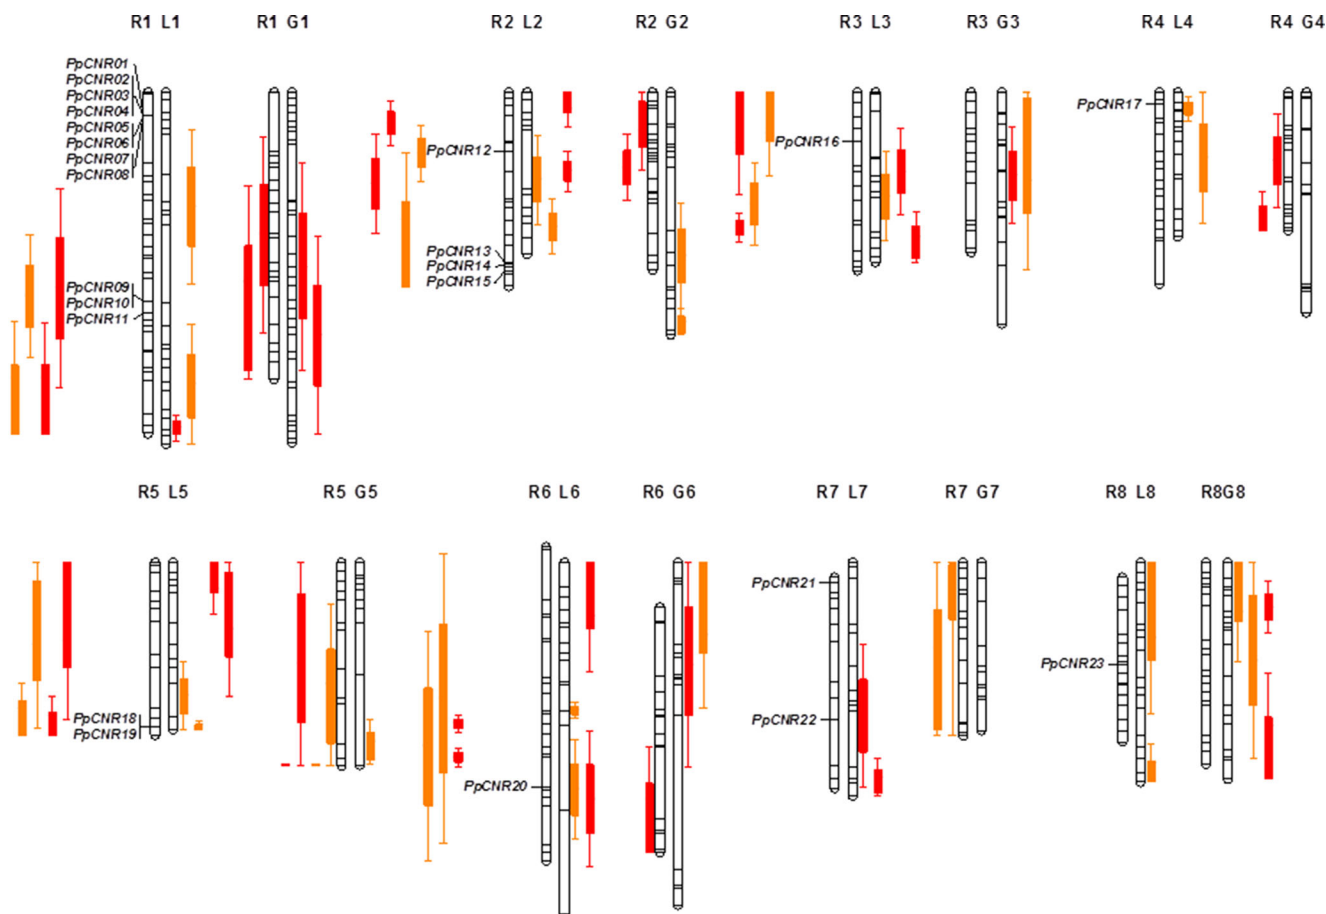 R1 L1
R1 G1
R2 L2
R2 G2
R3 L3
R3 G3
R4 L4
R4 G4
PpCNR01
PpCNR02
PpCNR03
PpCNR04
PpCNR05
PpCNR06
PpCNR07
PpCNR08
PpCNR09
PpCNR10
PpCNR11
PpCNR12
PpCNR13
PpCNR14
PpCNR15
PpCNR16
PpCNR17
R5 L5
R5 G5
R6 L6
R6 G6
R7 L7
R7 G7
R8 L8
R8G8
PpCNR18
PpCNR19
PpCNR20
PpCNR21
PpCNR22
PpCNR23